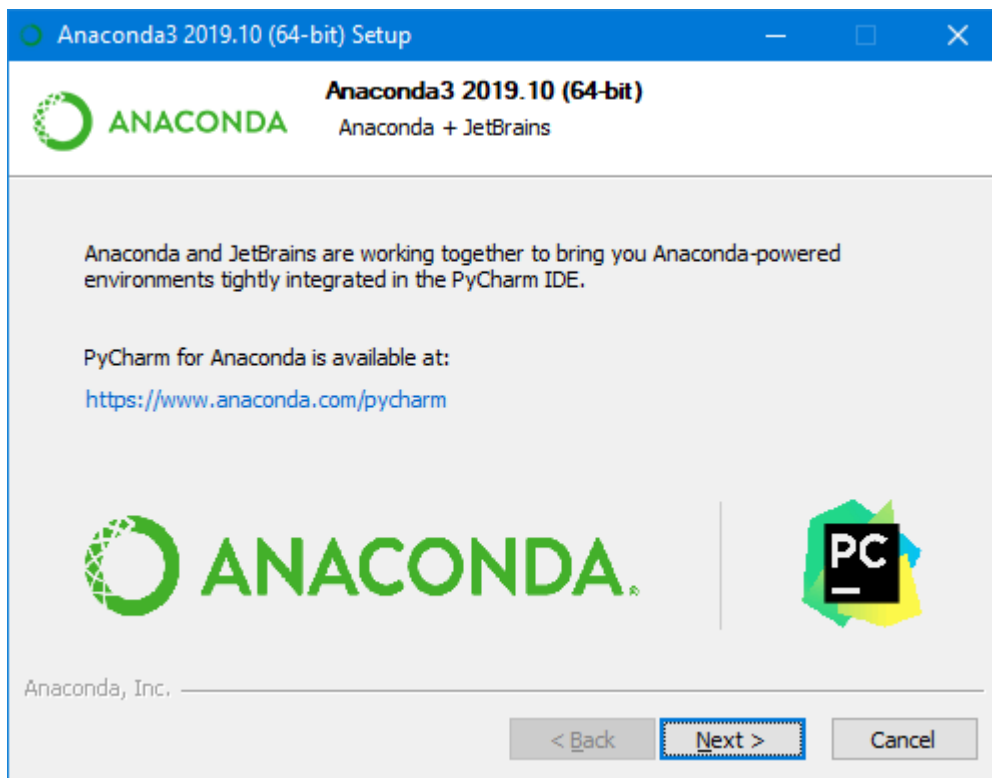 Anaconda3 2019.10 (64-bit) Setup
ANACONDA
Anaconda3 2019.10 (64-bit)
Anaconda + JetBrains
Anaconda and JetBrains are working together to bring you Anaconda-powered
environments tightly integrated in the PyCharm IDE.
PyCharm for Anaconda is available at:
https://www.anaconda.com/pycharm
ANACONDA®
PC
Anaconda, Inc.
< Back Next > Cancel